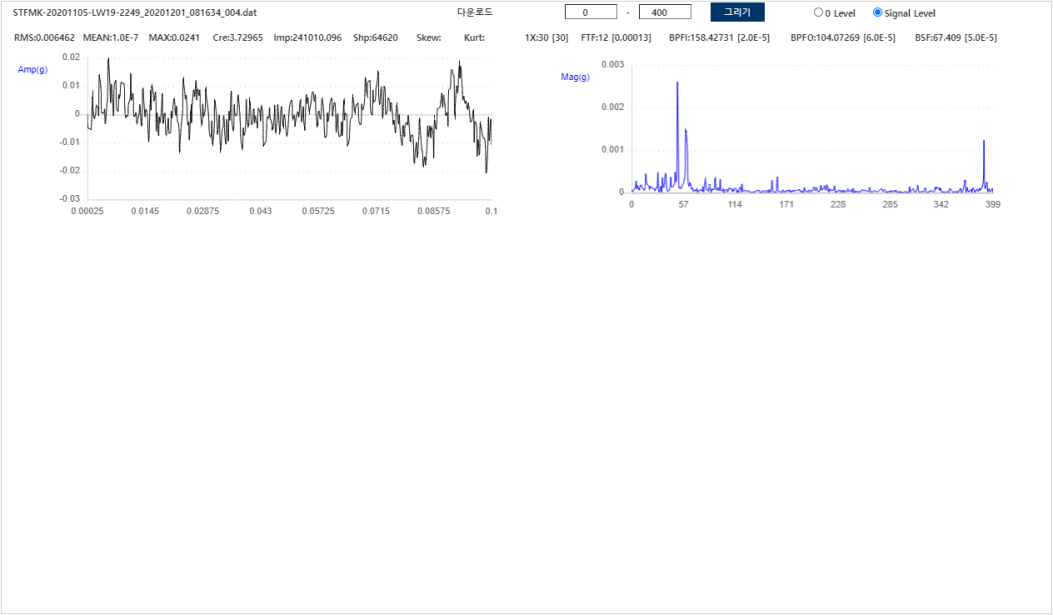 STFMK-20201105-LW19-2249_20201201_081634_004.dat 다운로드 0 - 400 그리기 0 Level Signal Level
RMS:0.006462 MEAN:1.0E-7 MAX:0.0241 Cre:3.72965 Imp:241010.096 Shp:64620 Skew: Kurt: 1X:30 [30] FTF:12 [0.00013] BPFI:158.42731 [2.0E-5] BPFO:104.07269 [6.0E-5] BSF:67.409 [5.0E-5]
Amp(g)
0.02
0.01
0
-0.01
-0.02
-0.03
0.00025 0.0145 0.02875 0.043 0.05725 0.0715 0.08575 0.1
Mag(g)
0.003
0.002
0.001
0
0 57 114 171 228 285 342 399